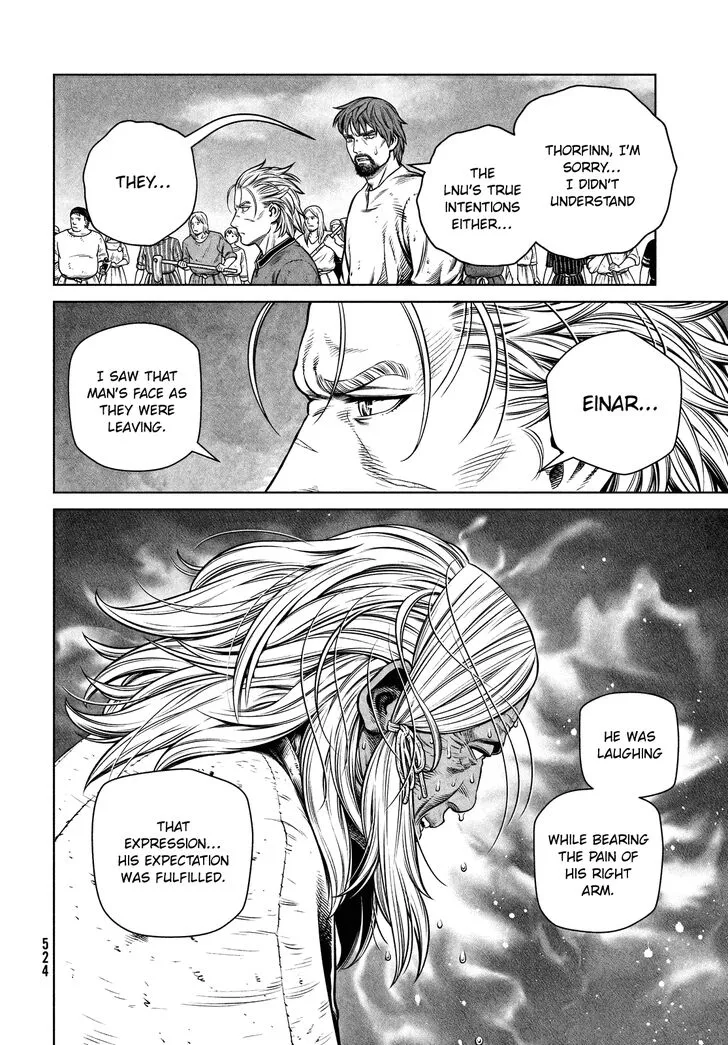 THORFINN, I'M
SORRY...
...I DIDN'T
UNDERSTAND
THE
LNU'S TRUE
INTENTIONS
EITHER...
THEY...
EINAR...
I SAW THAT
MAN'S FACE AS
THEY WERE
LEAVING.
HE WAS
LAUGHING
WHILE BEARING
THE PAIN OF
HIS RIGHT
ARM.
THAT
EXPRESSION...
HIS EXPECTATION
WAS FULFILLED.
524